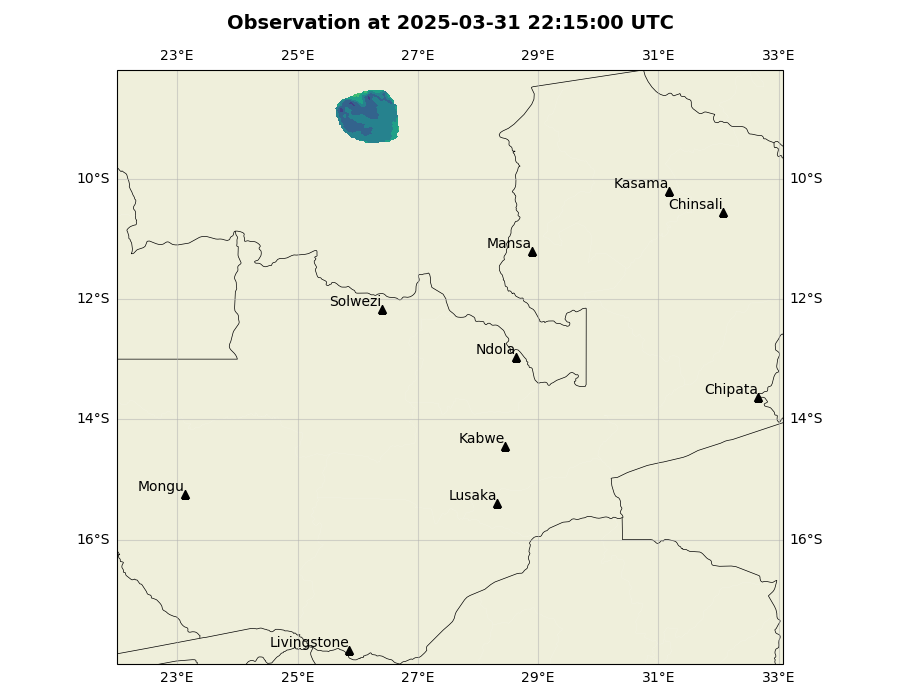 Observation at 2025-03-31 22:15:00 UTC
23°E 25°E 27°E 29°E 31°E 33°E
10°S 10°S
Kasama
Chinsali
Mansa
12°S 12°S
Solwezi
Ndola
Chipata
14°S 14°S
Kabwe
Mongu
Lusaka
16°S 16°S
Livingstone
23°E 25°E 27°E 29°E 31°E 33°E